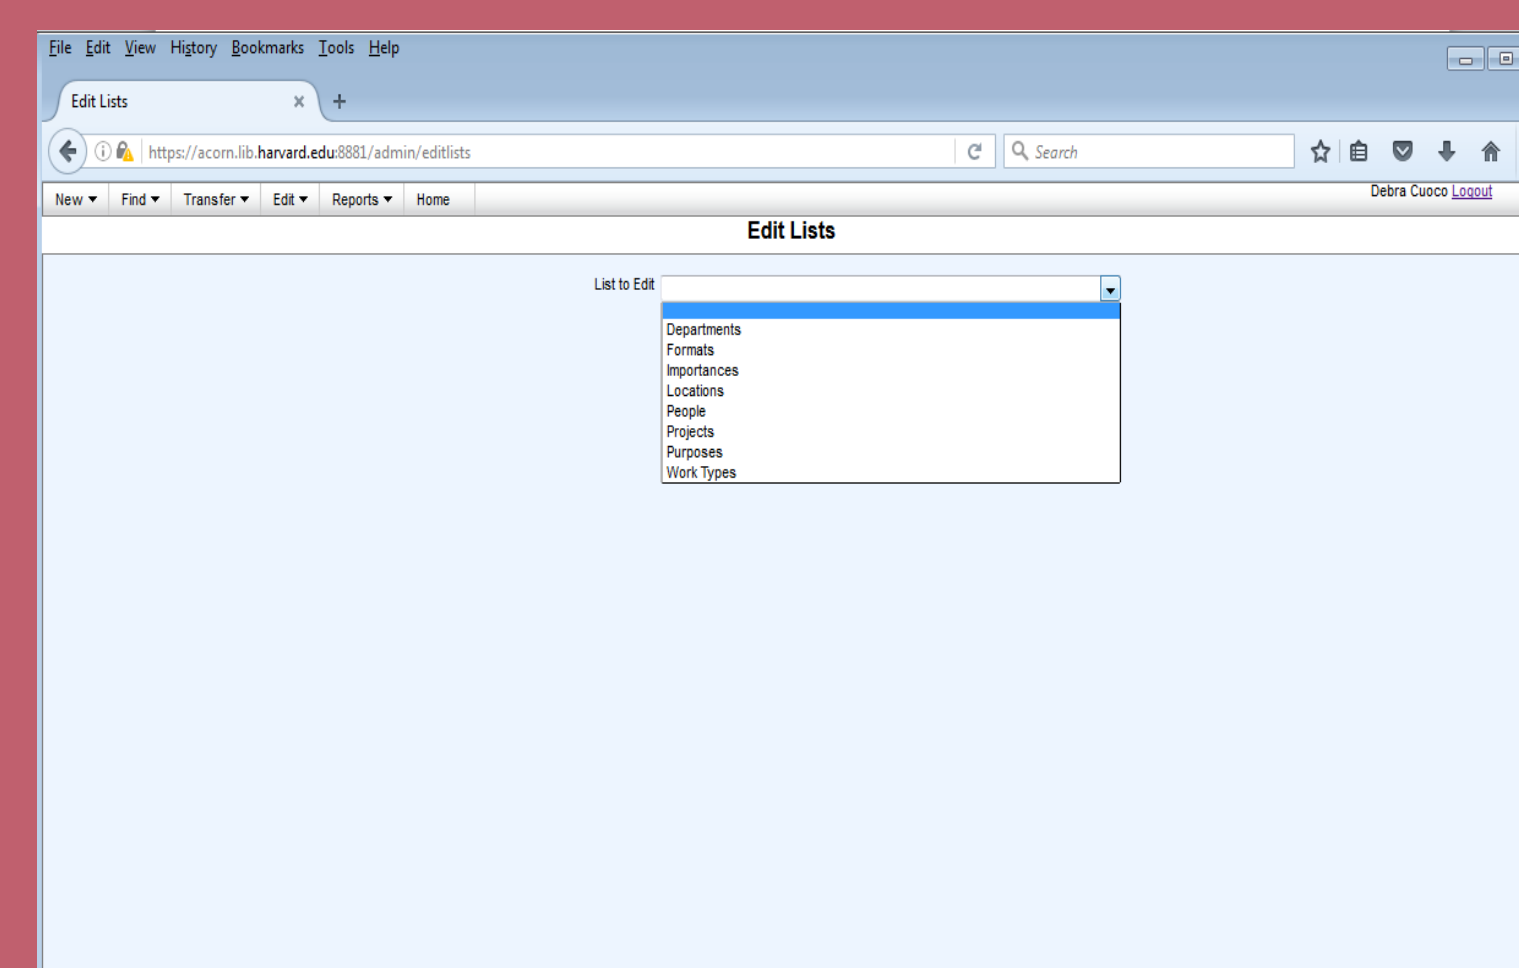 File Edit View History Bookmarks Tools Help
Edit Lists
https://acorn.lib.harvard.edu:8881/admin/editlists
Search
New Find Transfer Edit Reports Home
Debra Cuoco Logout
Edit Lists
List to Edit
Departments
Formats
Importances
Locations
People
Projects
Purposes
Work Types